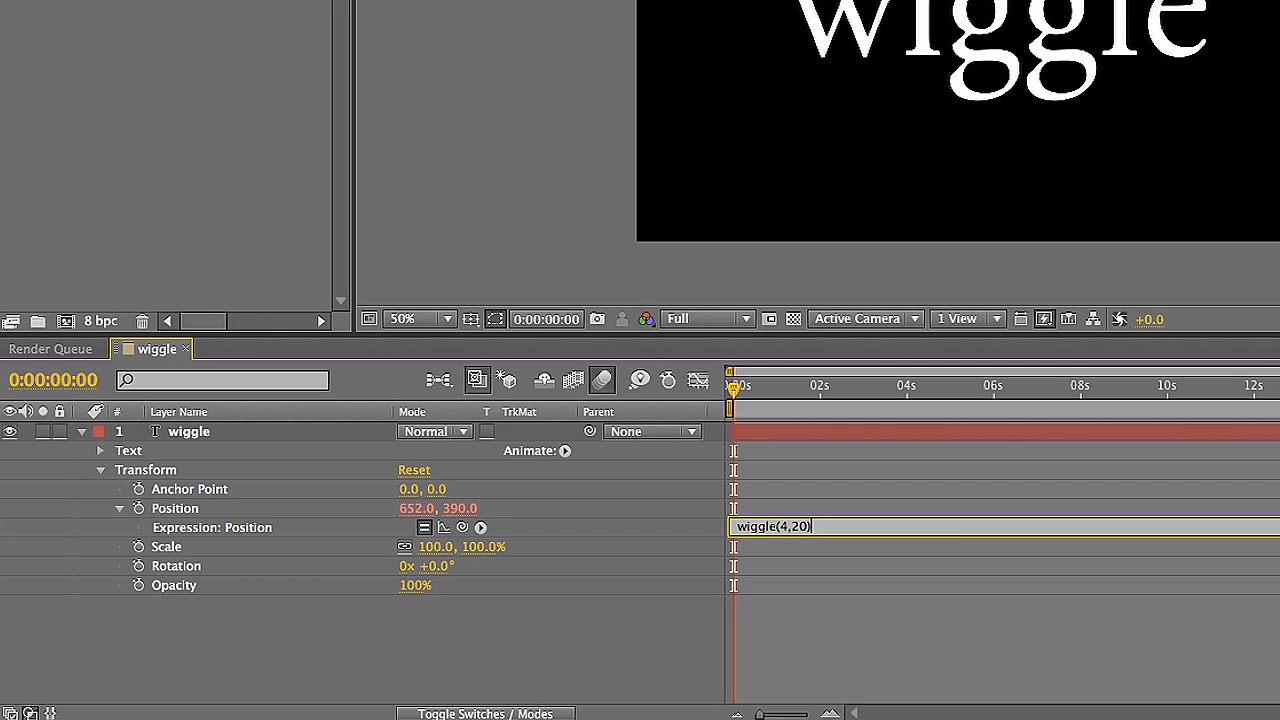 wiggle
8 bpc
50%
0:00:00:00
Full
Active Camera
1 View
+0.0
Render Queue
wiggle ×
0:00:00:00
:00s 02s 04s 06s 08s 10s 12s
# Layer Name Mode T TrkMat Parent
1 T wiggle Normal None
Text Animate:
Transform Reset
Anchor Point 0.0, 0.0
Position 652.0, 390.0
Expression: Position wiggle(4,20)
Scale 100.0, 100.0%
Rotation 0x +0.0°
Opacity 100%
Toggle Switches / Modes